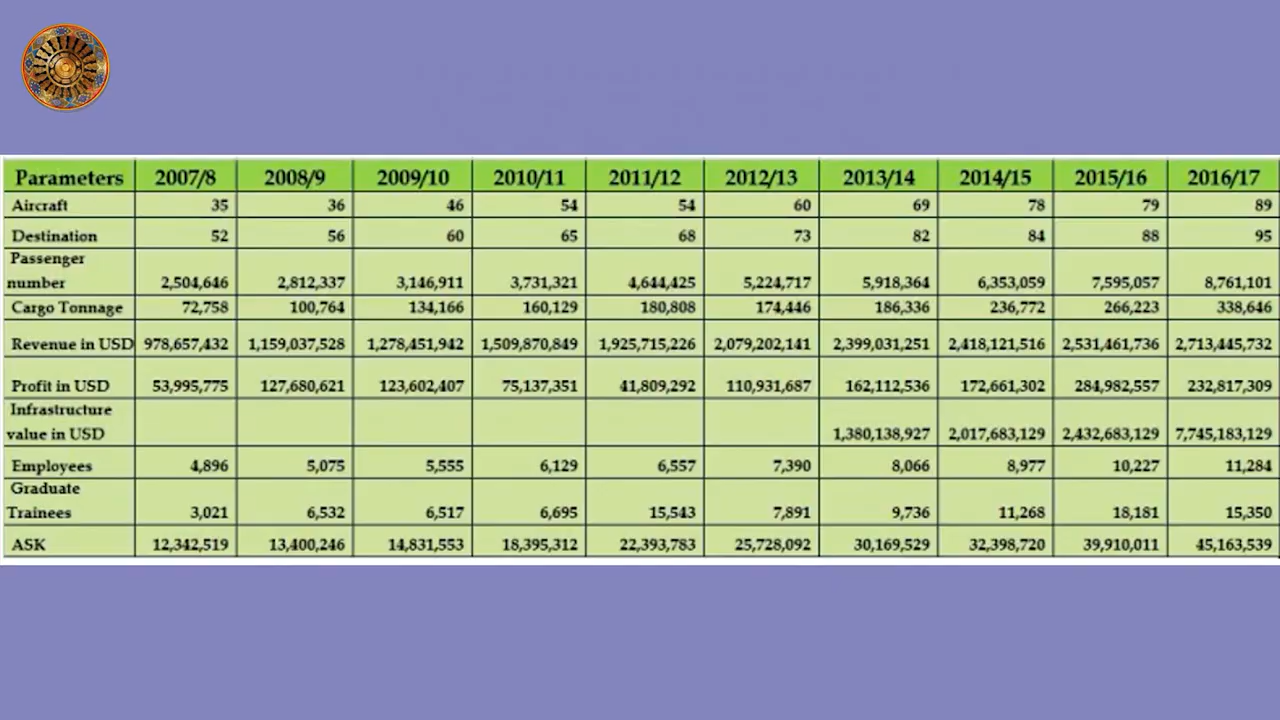 Parameters 2007/8 2008/9 2009/10 2010/11 2011/12 2012/13 2013/14 2014/15 2015/16 2016/17
Aircraft 35 36 46 54 54 60 69 78 79 89
Destination 52 56 60 65 68 73 82 84 88 95
Passenger
number 2,504,646 2,812,337 3,146,911 3,731,321 4,644,425 5,224,717 5,918,364 6,353,059 7,595,057 8,761,101
Cargo Tonnage 72,758 100,764 134,166 160,129 180,808 174,446 186,336 236,772 266,223 338,646
Revenue in USD 978,657,432 1,159,037,528 1,278,451,942 1,509,870,849 1,925,715,226 2,079,202,141 2,399,031,251 2,418,121,516 2,531,461,736 2,713,445,732
Profit in USD 53,995,775 127,680,621 123,602,407 75,137,351 41,809,292 110,931,687 162,112,536 172,661,302 284,982,557 232,817,309
Infrastructure
value in USD 1,380,138,927 2,017,683,129 2,432,683,129 7,745,183,129
Employees 4,896 5,075 5,555 6,129 6,557 7,390 8,066 8,977 10,227 11,284
Graduate
Trainees 3,021 6,532 6,517 6,695 15,543 7,891 9,736 11,268 18,181 15,350
ASK 12,342,519 13,400,246 14,831,553 18,395,312 22,393,783 25,728,092 30,169,529 32,398,720 39,910,011 45,163,539